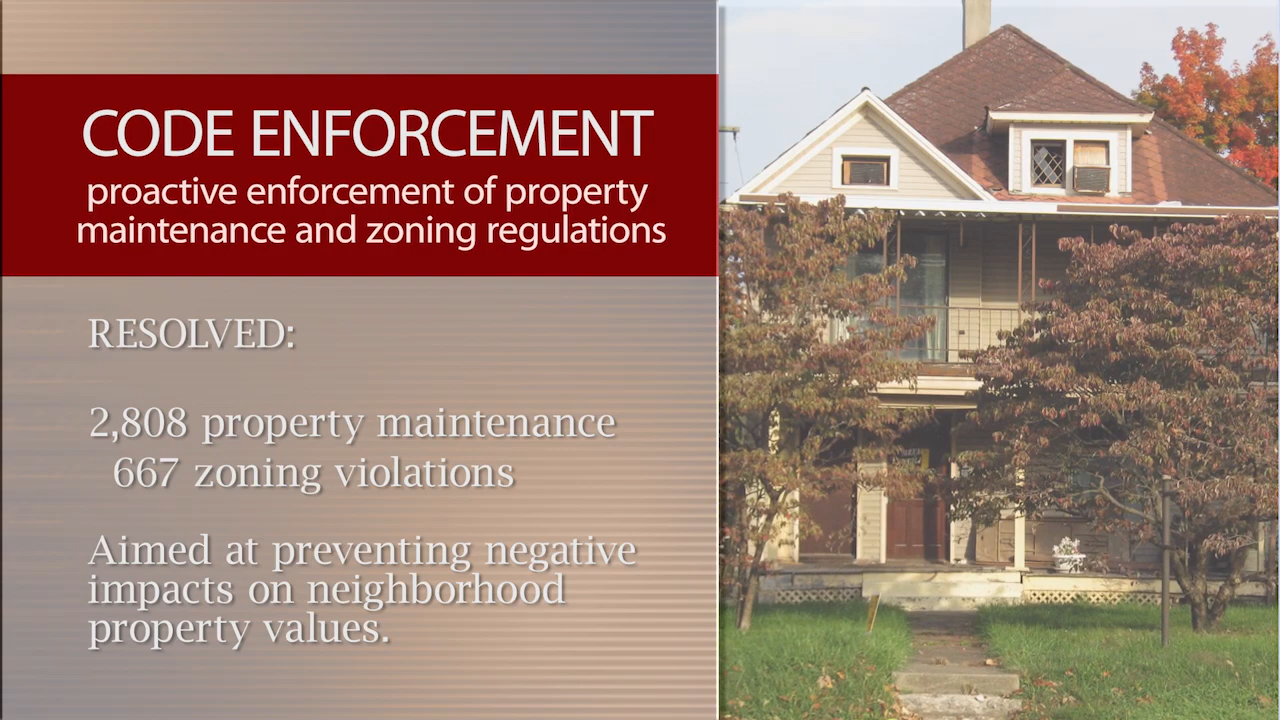 CODE ENFORCEMENT
proactive enforcement of property
maintenance and zoning regulations
RESOLVED:
2,808 property maintenance
667 zoning violations
Aimed at preventing negative
impacts on neighborhood
property values.